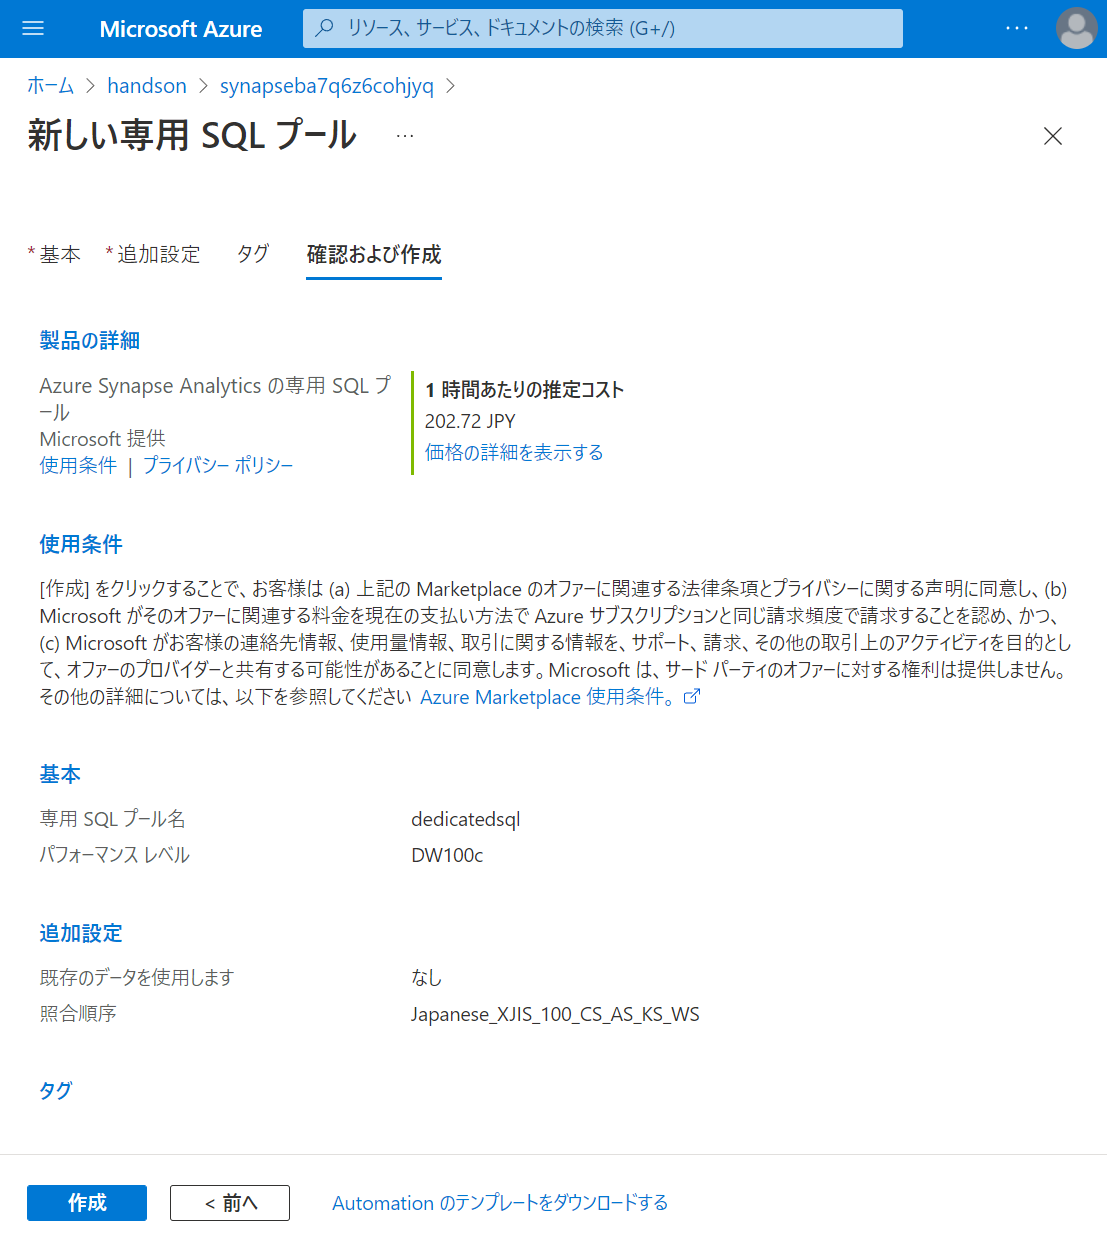 Microsoft Azure
リソース、サービス、ドキュメントの検索 (G+/)
ホーム > handson > synapseba7q6z6cohjyq >
新しい専用 SQL プール ...
* 基本 * 追加設定 タグ 確認および作成
製品の詳細
Azure Synapse Analytics の専用 SQL プ
ール
Microsoft 提供
使用条件 | プライバシー ポリシー
1 時間あたりの推定コスト
202.72 JPY
価格の詳細を表示する
使用条件
[作成] をクリックすることで、お客様は (a) 上記の Marketplace のオファーに関連する法律条項とプライバシーに関する声明に同意し、(b)
Microsoft がそのオファーに関連する料金を現在の支払い方法で Azure サブスクリプションと同じ請求頻度で請求することを認め、かつ、
(c) Microsoft がお客様の連絡先情報、使用量情報、取引に関する情報を、サポート、請求、その他の取引上のアクティビティを目的とし
て、オファーのプロバイダーと共有する可能性があることに同意します。Microsoft は、サード パーティのオファーに対する権利は提供しません。
その他の詳細については、以下を参照してください Azure Marketplace 使用条件。
基本
専用 SQL プール名 dedicatedsql
パフォーマンス レベル DW100c
追加設定
既存のデータを使用します なし
照合順序 Japanese_XJIS_100_CS_AS_KS_WS
タグ
作成 < 前へ Automation のテンプレートをダウンロードする